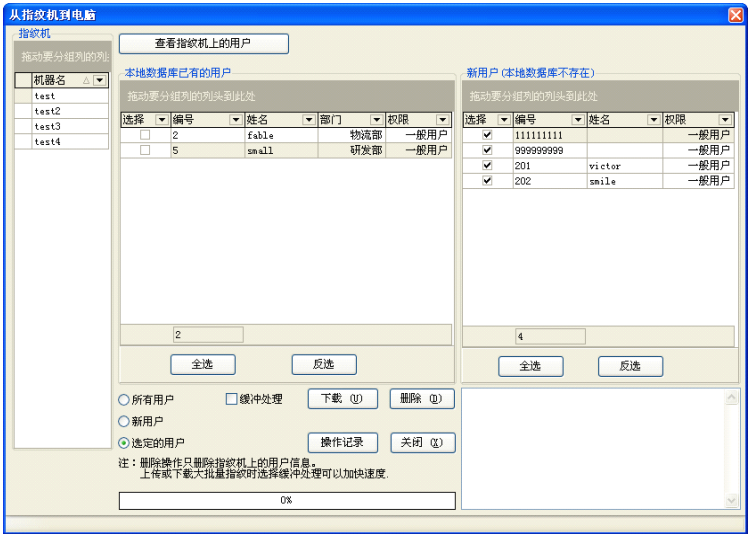 从指纹机到电脑
指纹机
拖动要分组列的列:
机器名
test
test2
test3
test4
查看指纹机上的用户
本地数据库已有的用户
拖动要分组列的列头到此处
选择 编号 姓名 部门 权限
2 fable 物流部 一般用户
5 small 研发部 一般用户
2
全选 反选
新用户(本地数据库不存在)
拖动要分组列的列头到此处
选择 编号 姓名 权限
111111111 一般用户
999999999 一般用户
201 victor 一般用户
202 smile 一般用户
4
全选 反选
所有用户 缓冲处理 下载 (U) 删除 (D)
新用户
选定的用户 操作记录 关闭 (X)
注:删除操作只删除指纹机上的用户信息。
上传或下载大批量指纹时选择缓冲处理可以加快速度.
0%